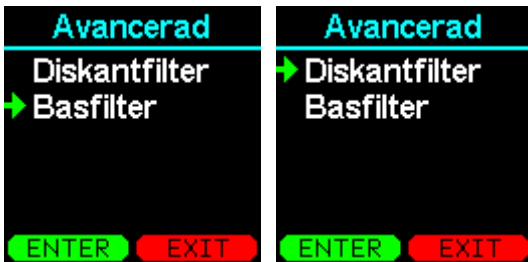 Avancerad
Diskantfilter
Basfilter
ENTER EXIT
Avancerad
Diskantfilter
Basfilter
ENTER EXIT